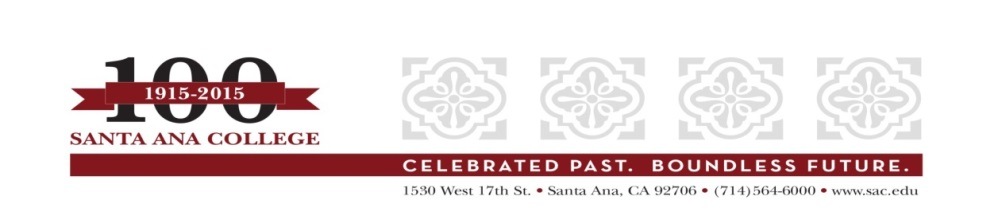 100
1915-2015
SANTA ANA COLLEGE
CELEBRATED PAST. BOUNDLESS FUTURE.
1530 West 17th St. • Santa Ana, CA 92706 • (714)564-6000 • www.sac.edu